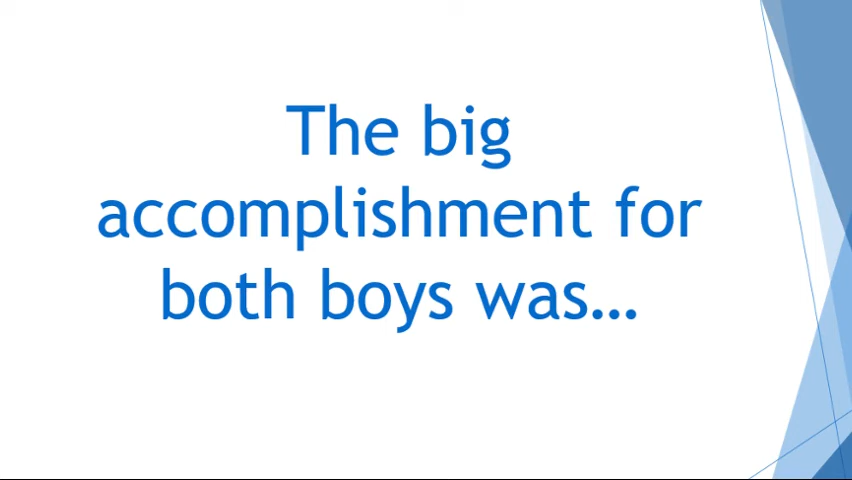 The big
accomplishment for
both boys was…